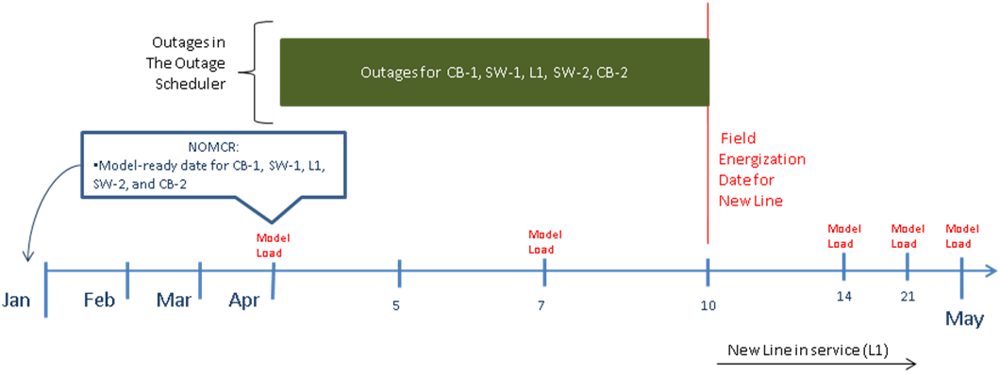 Outages in
The Outage
Scheduler
Outages for CB-1, SW-1, L1, SW-2, CB-2
NOMCR:
•Model-ready date for CB-1, SW-1, L1,
SW-2, and CB-2
Field
Energization
Date for
New Line
Model
Load
Model
Load
Model
Load
Model
Load
Model
Load
Jan
Feb
Mar
Apr
5
7
10
14
21
May
New Line in service (L1)